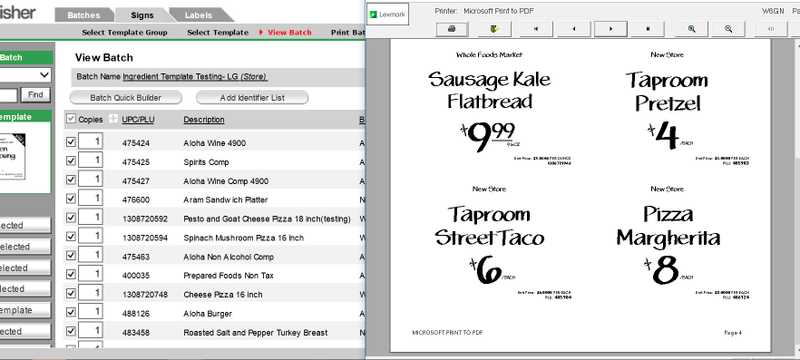 isher
Batches
Signs
Labels
Select Template Group
Select Template
View Batch
Print Bat
Batch
Find
emplate
ected
elected
elected
elected
emplate
ected
View Batch
Batch Name Ingredient Template Testing- LG (Store)
Batch Quick Builder
Add Identifier List
Copies UPC/PLU Description B
1 475424 Aloha Wine 4900 A
1 475425 Spirits Comp A
1 475427 Aloha Wine Comp 4900 A
1 476600 Aram Sandwich Platter N
1 1308720592 Pesto and Goat Cheese Pizza 18 inch(testing) W
1 1308720594 Spinach Mushroom Pizza 16 Inch W
1 475463 Aloha Non Alcohol Comp A
1 400035 Prepared Foods Non Tax A
1 1308720748 Cheese Pizza 16 Inch W
1 488126 Aloha Burger A
1 483458 Roasted Salt and Pepper Turkey Breast N
Lexmark
Printer: Microsoft Print to PDF
W6GN
Pa
Whole Foods Market
Sausage Kale
Flatbread
$9.99
New Store
Taproom
Pretzel
$4
/EACH
New Store
Taproom
Street Taco
$6
/EACH
New Store
Pizza
Margherita
$8
/EACH
MICROSOFT PRINT TO PDF
Page 4